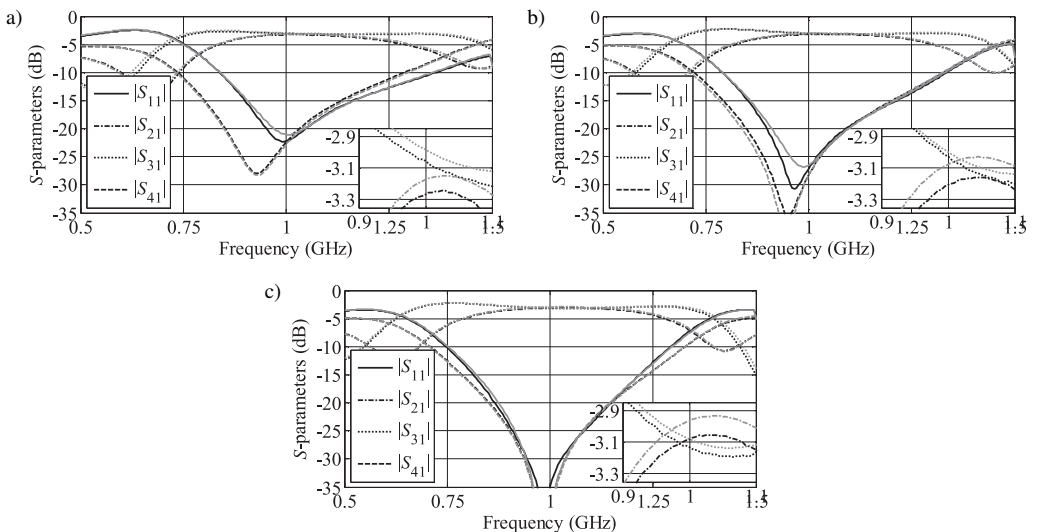 a)
S-parameters (dB)
0
-5
-10
-15
-20
-25
-30
-35
|S11|
|S21|
|S31|
|S41|
-2.9
-3.1
-3.3
0.9
1
1.1
0.5
0.75
1
1.25
1.5
Frequency (GHz)
b)
S-parameters (dB)
0
-5
-10
-15
-20
-25
-30
-35
|S11|
|S21|
|S31|
|S41|
-2.9
-3.1
-3.3
0.9
1
0.5
0.75
1
1.25
1.5
Frequency (GHz)
c)
S-parameters (dB)
0
-5
-10
-15
-20
-25
-30
-35
|S11|
|S21|
|S31|
|S41|
-2.9
-3.1
-3.3
0.9
1
0.5
0.75
1
1.25
1.5
Frequency (GHz)